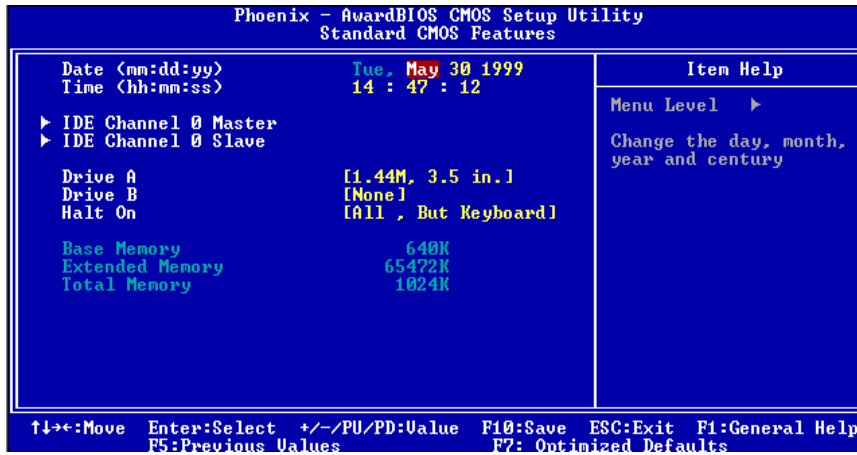 Phoenix - AwardBIOS CMOS Setup Utility
Standard CMOS Features
Date (mm:dd:yy) Tue, May 30 1999
Time (hh:mm:ss) 14 : 47 : 12
► IDE Channel 0 Master
► IDE Channel 0 Slave
Drive A [1.44M, 3.5 in.]
Drive B [None]
Halt On [All , But Keyboard]
Base Memory 640K
Extended Memory 65472K
Total Memory 1024K
Item Help
Menu Level ►
Change the day, month,
year and century
↑↓→←:Move Enter:Select +/-/PU/PD:Value F10:Save ESC:Exit F1:General Help
F5:Previous Values F7: Optimized Defaults